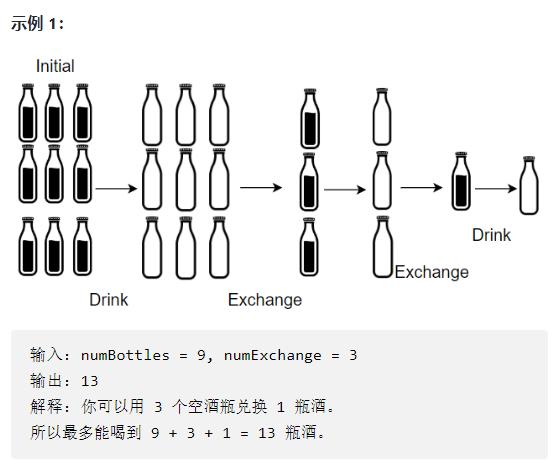 示例 1：
Initial
Drink
Exchange
Exchange
Drink
输入：numBottles = 9, numExchange = 3
输出：13
解释：你可以用 3 个空酒瓶兑换 1 瓶酒。
所以最多能喝到 9 + 3 + 1 = 13 瓶酒。